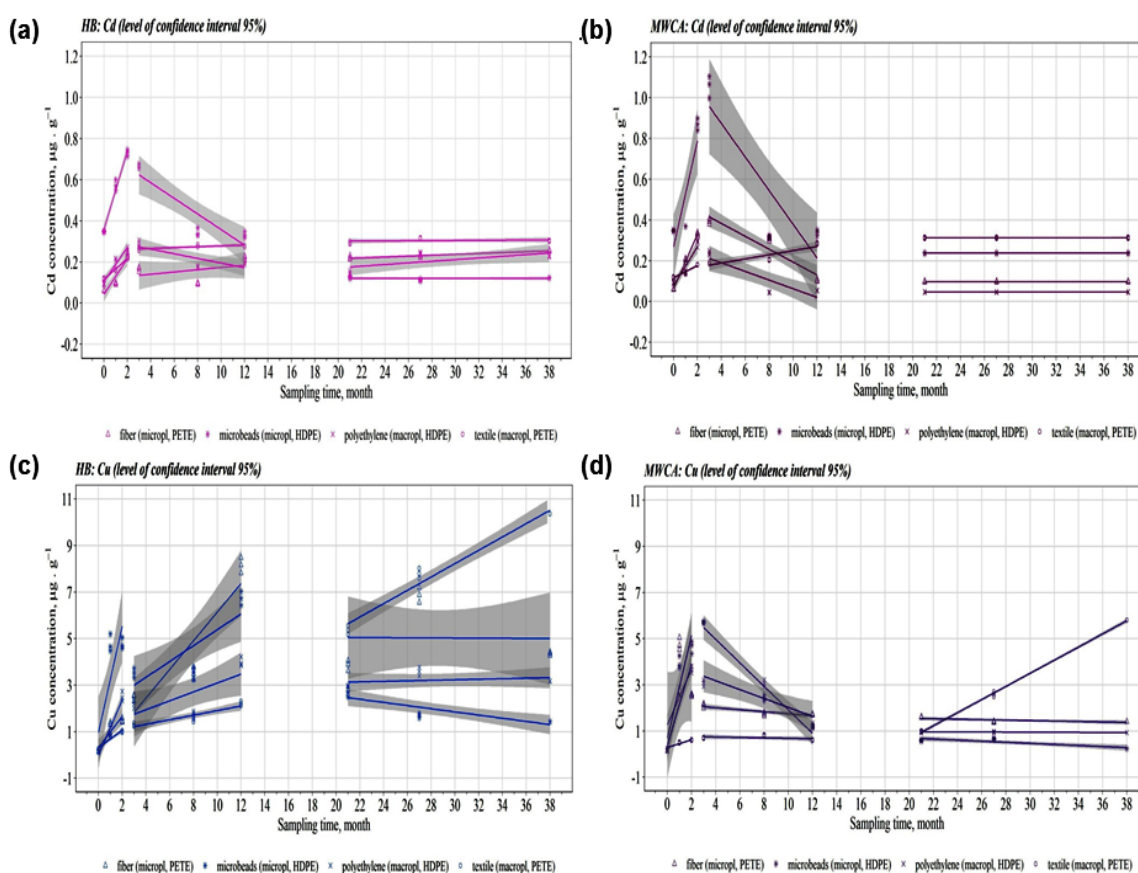 (a)
HB: Cd (level of confidence interval 95%)
Cd concentration, µg . g⁻¹
1.2
1.0
0.8
0.6
0.4
0.2
0.0
-0.2
0 2 4 6 8 10 12 14 16 18 20 22 24 26 28 30 32 34 36 38
Sampling time, month
fiber (micropl, PETE) microbeads (micropl, HDPE) polyethylene (macropl, HDPE) textile (macropl, PETE)
(b)
MWCA: Cd (level of confidence interval 95%)
Cd concentration, µg . g⁻¹
1.2
1.0
0.8
0.6
0.4
0.2
0.0
-0.2
0 2 4 6 8 10 12 14 16 18 20 22 24 26 28 30 32 34 36 38
Sampling time, month
fiber (micropl, PETE) microbeads (micropl, HDPE) polyethylene (macropl, HDPE) textile (macropl, PETE)
(c)
HB: Cu (level of confidence interval 95%)
Cu concentration, µg . g⁻¹
11
9
7
5
3
1
-1
0 2 4 6 8 10 12 14 16 18 20 22 24 26 28 30 32 34 36 38
Sampling time, month
fiber (micropl, PETE) microbeads (micropl, HDPE) polyethylene (macropl, HDPE) textile (macropl, PETE)
(d)
MWCA: Cu (level of confidence interval 95%)
Cu concentration, µg . g⁻¹
11
9
7
5
3
1
-1
0 2 4 6 8 10 12 14 16 18 20 22 24 26 28 30 32 34 36 38
Sampling time, month
fiber (micropl, PETE) microbeads (micropl, HDPE) polyethylene (macropl, HDPE) textile (macropl, PETE)